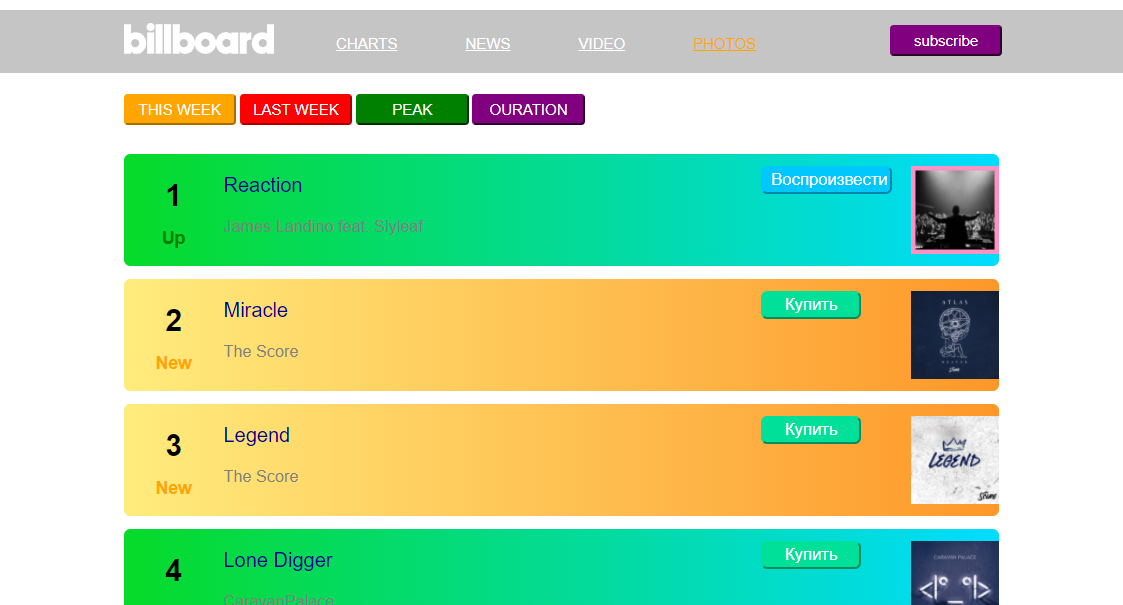 billboard CHARTS NEWS VIDEO PHOTOS subscribe
THIS WEEK LAST WEEK PEAK OURATION
1 Reaction Воспроизвести
Up James Landino feat. Slyleaf
2 Miracle Купить
ATLAS
New The Score
3 Legend Купить
LEGEND
New The Score
4 Lone Digger Купить
CARAVAN PALACE
CaravanPalace
<|°_°|>